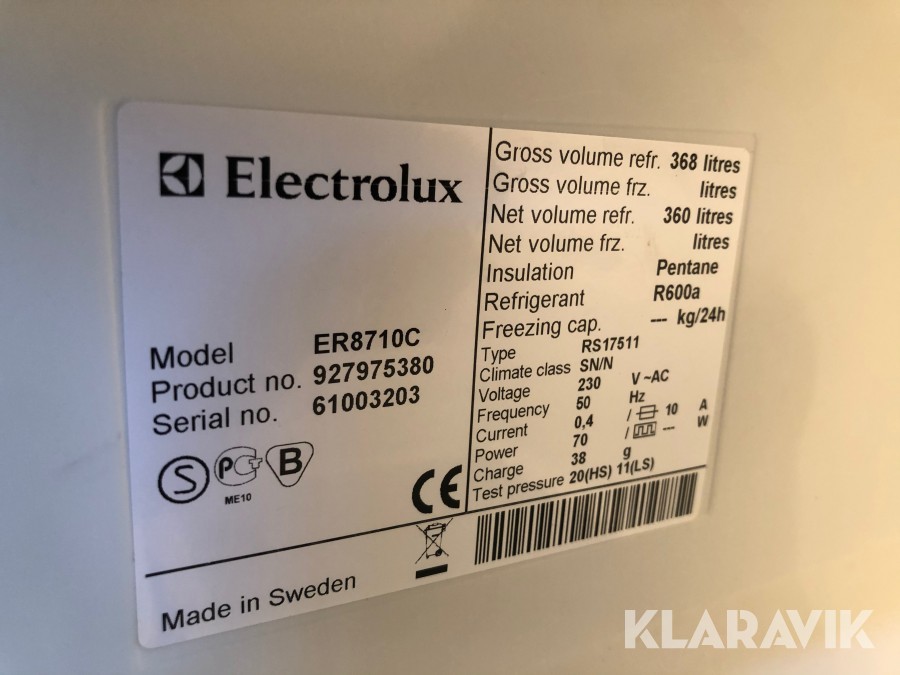 Electrolux
Model ER8710C
Product no. 927975380
Serial no. 61003203
S
PCT
ME10
B
CE
Made in Sweden
Gross volume refr. 368 litres
Gross volume frz. litres
Net volume refr. 360 litres
Net volume frz. litres
Insulation Pentane
Refrigerant R600a
Freezing cap. --- kg/24h
Type RS17511
Climate class SN/N
Voltage 230 V ~AC
Frequency 50 Hz
Current 0,4 / 10 A
Power 70 / --- W
Charge 38 g
Test pressure 20(HS) 11(LS)
KLARAVIK